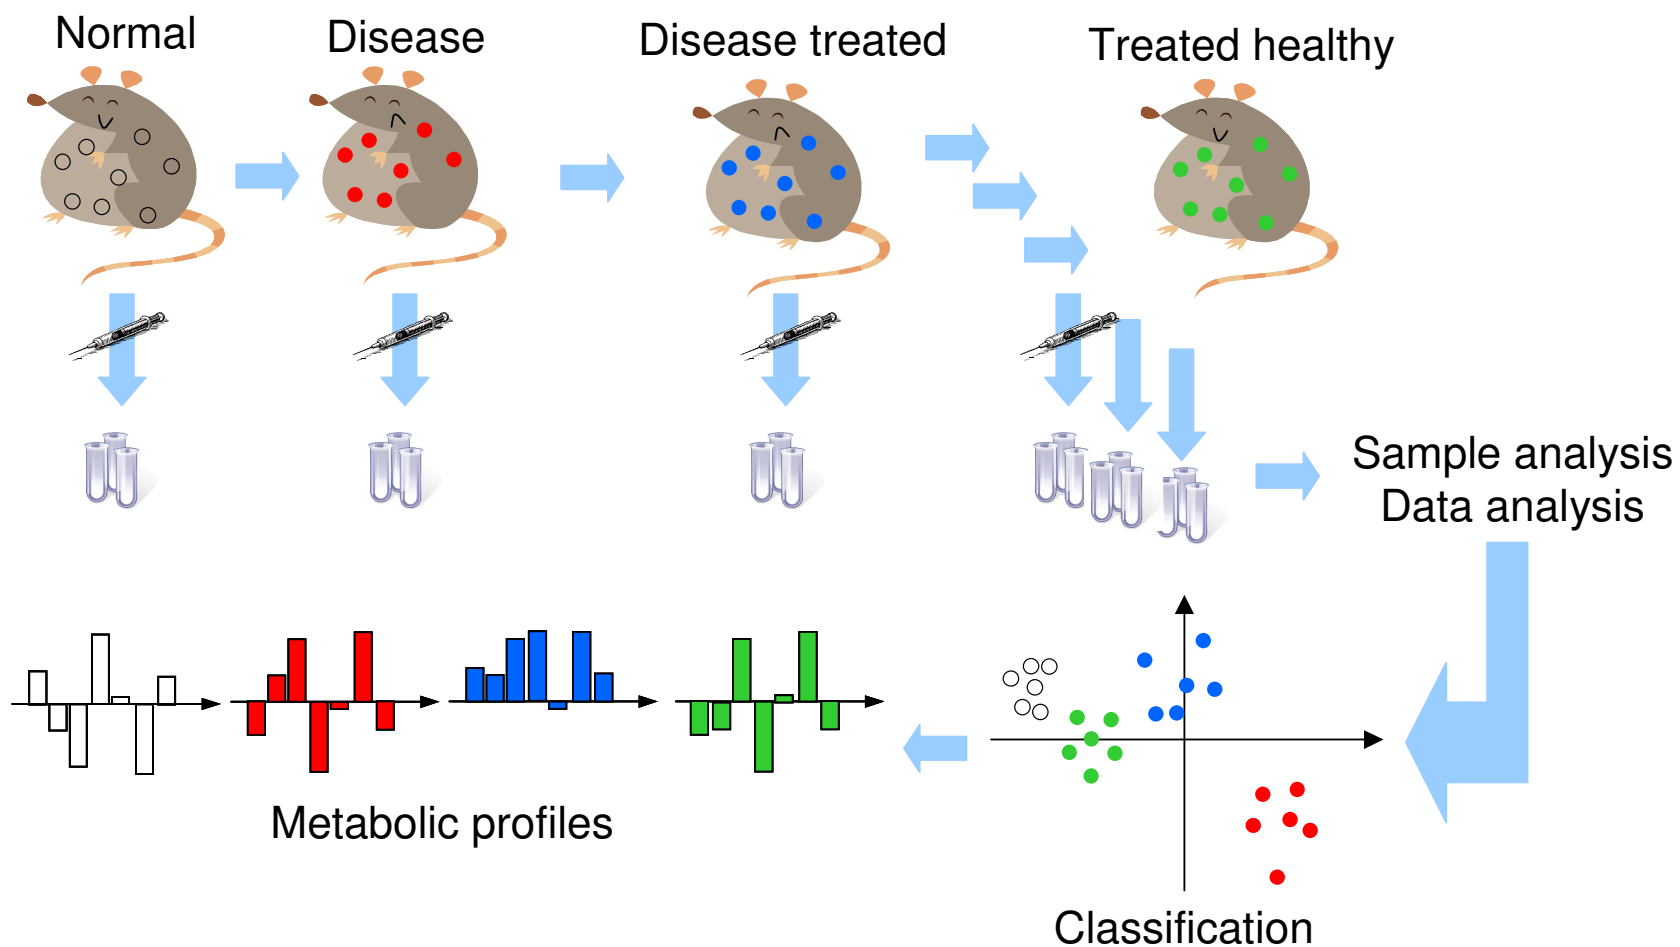 Normal
Disease
Disease treated
Treated healthy
Sample analysis
Data analysis
Metabolic profiles
Classification